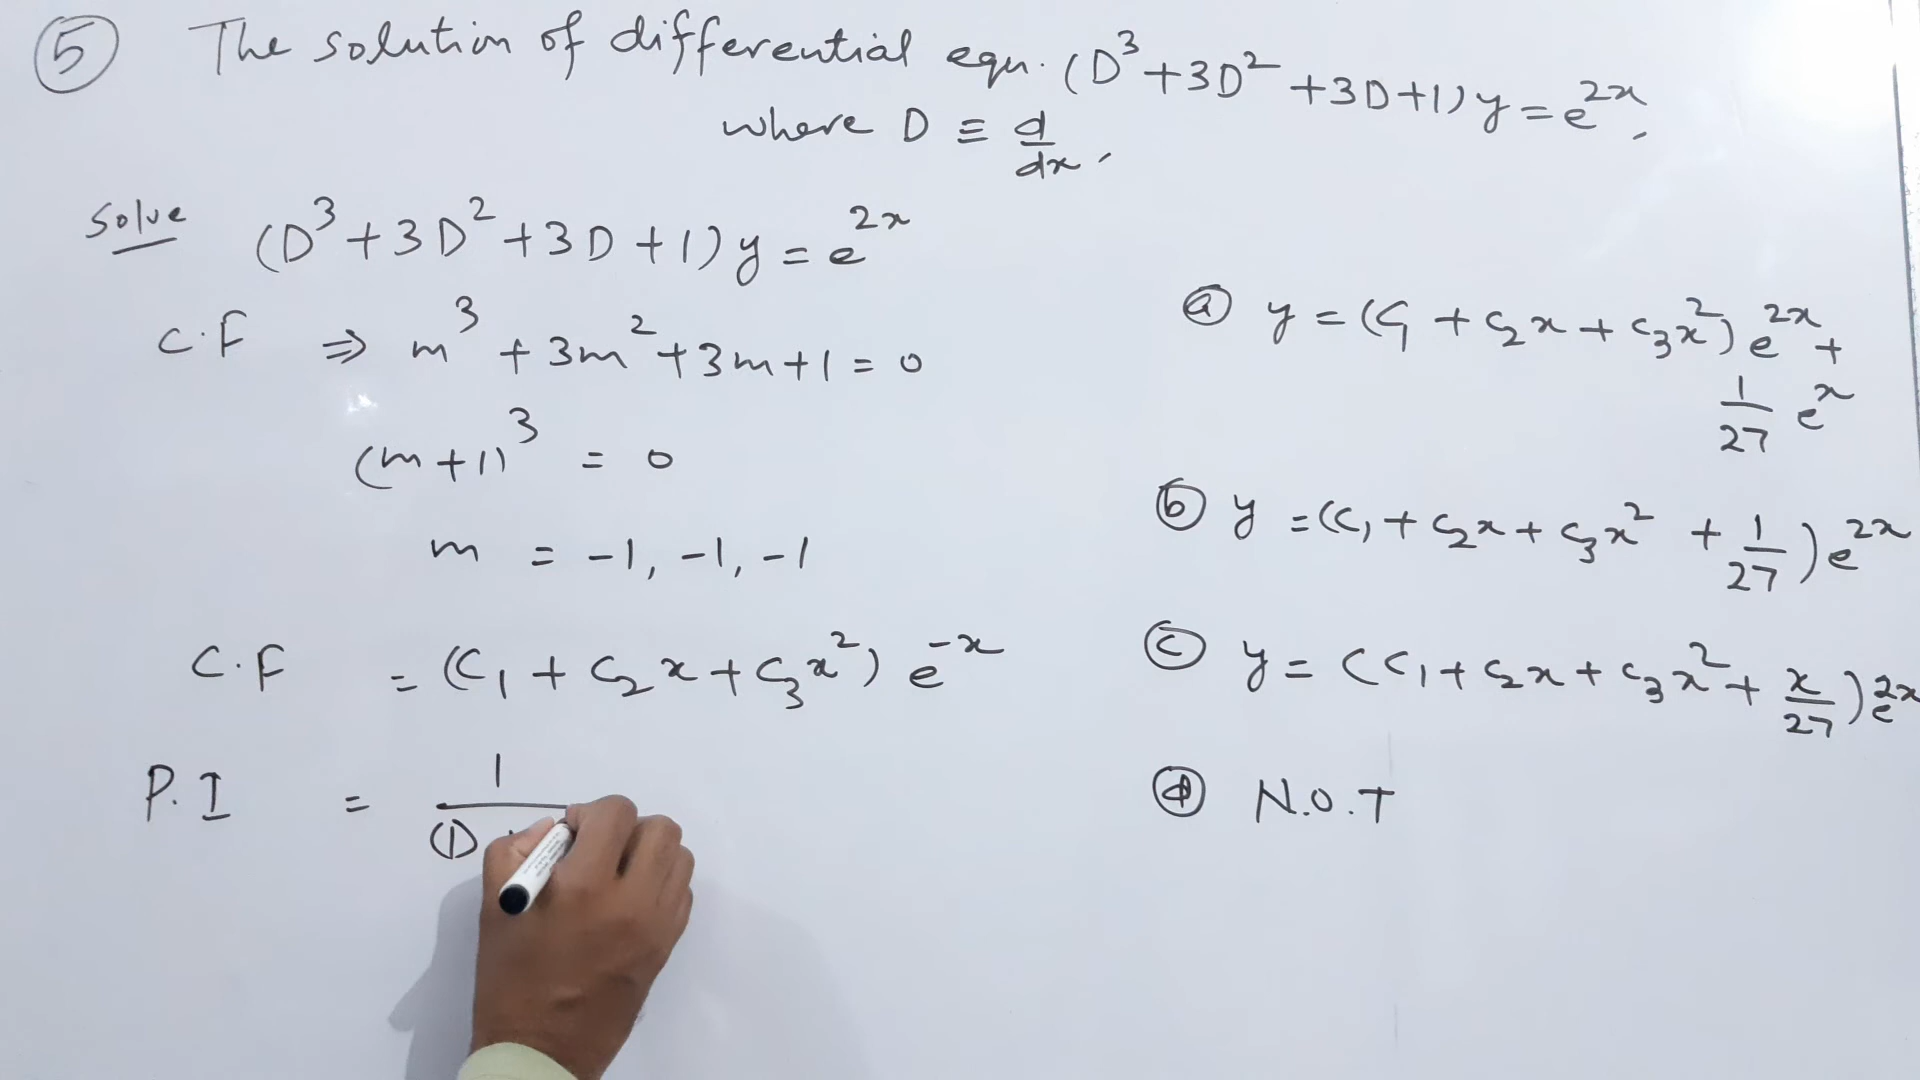 ⑤ The solution of differential equn. (D³+3D²+3D+1)y=e²ˣ,
where D ≡ d/dx,
Solve (D³+3D²+3D+1)y=e²ˣ
C.F ⇒ m³+3m²+3m+1=0
(m+1)³ = 0
m = -1, -1, -1
C.F = (C₁+C₂x+C₃x²) e⁻ˣ
P.I = 1/(D
ⓐ y=(C₁+C₂x+C₃x²)e²ˣ+
1/27 eˣ
ⓑ y=(C₁+C₂x+C₃x²+1/27)e²ˣ
ⓒ y=(C₁+C₂x+C₃x²+x/27)e²ˣ
ⓓ N.O.T